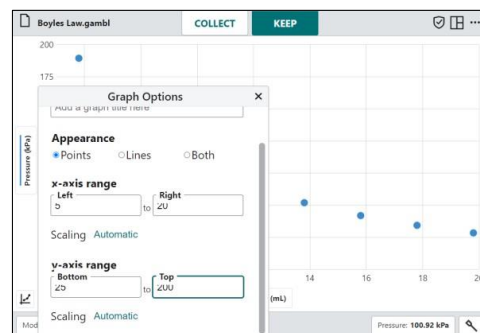 Boyles Law.gambl
COLLECT
KEEP
200
175
Pressure (kPa)
Graph Options
×
Add a graph title here
Appearance
Points
Lines
Both
x-axis range
Left
5
to
Right
20
Scaling Automatic
y-axis range
Bottom
25
to
Top
200
Scaling Automatic
14
16
18
20
(mL)
Mod
Pressure: 100.92 kPa